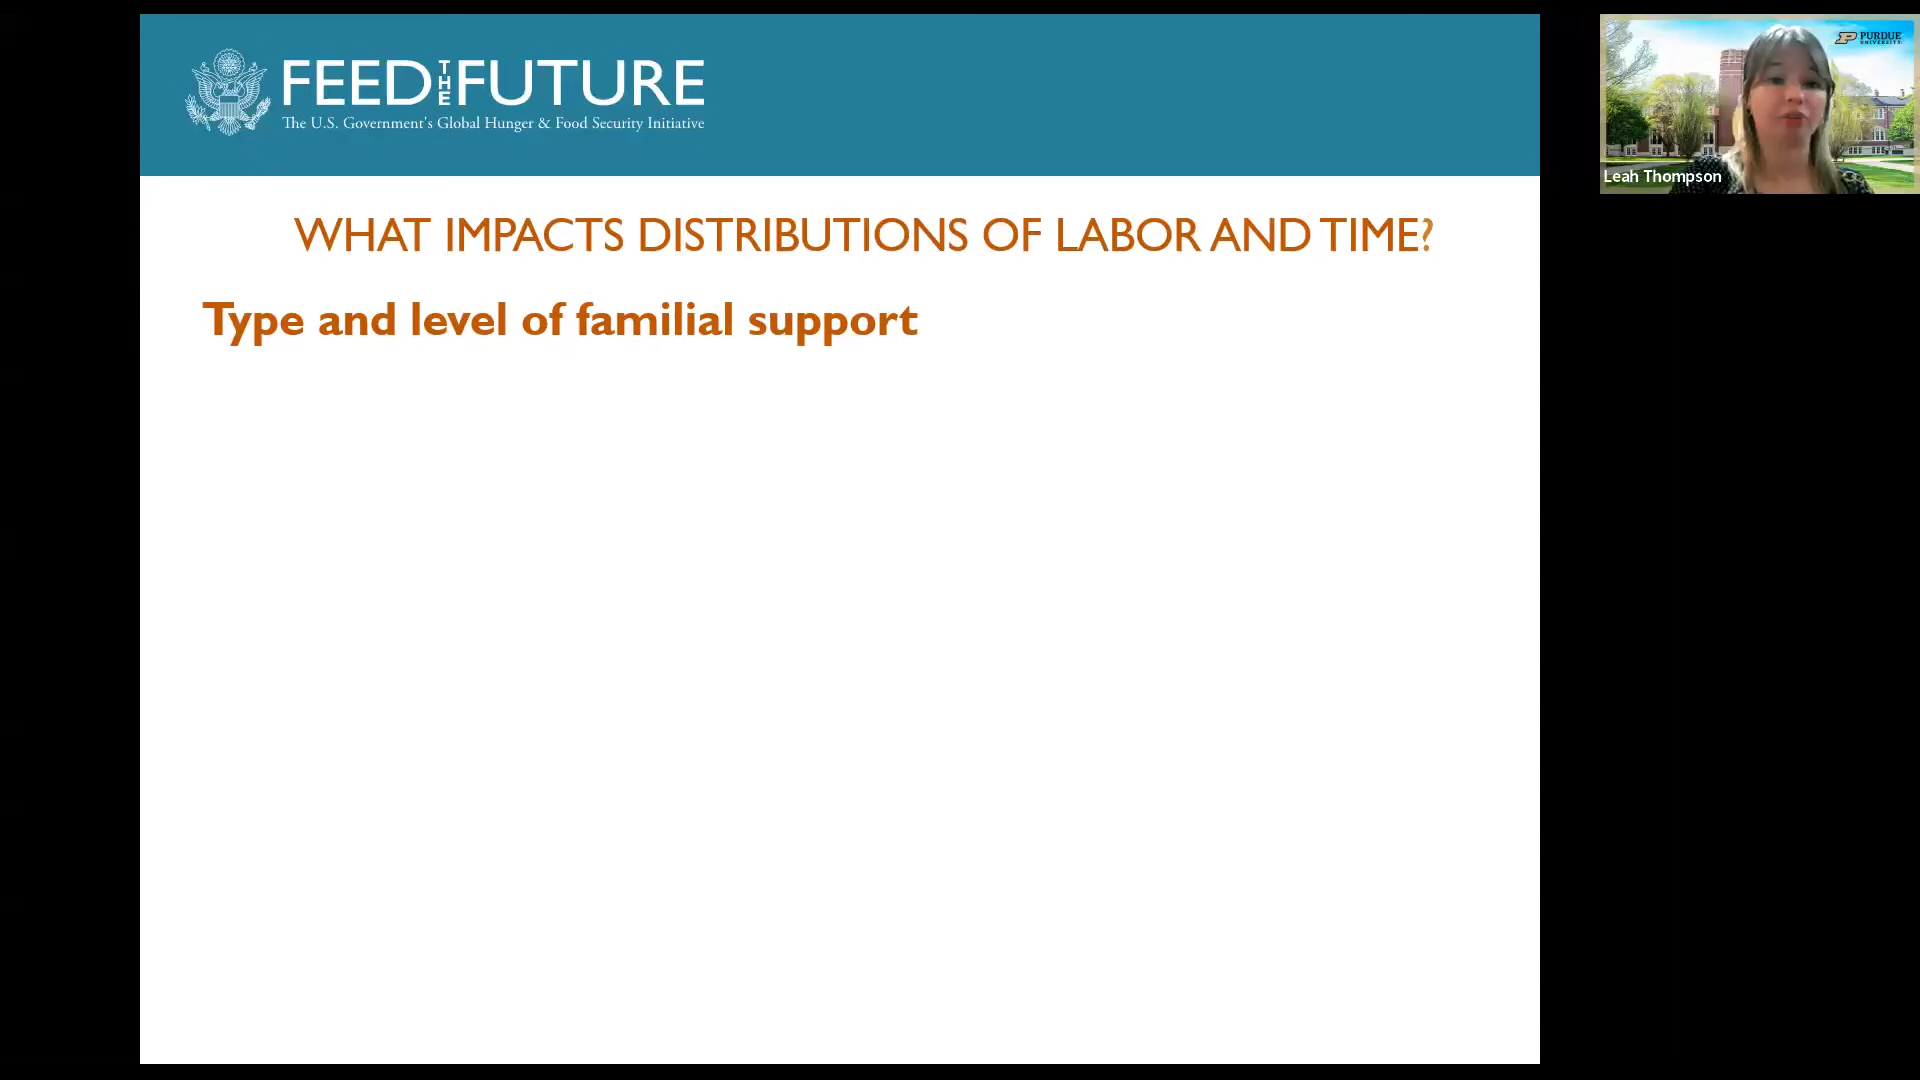 FEED THE FUTURE
The U.S. Government's Global Hunger & Food Security Initiative
PURDUE
UNIVERSITY
Leah Thompson
WHAT IMPACTS DISTRIBUTIONS OF LABOR AND TIME?
Type and level of familial support